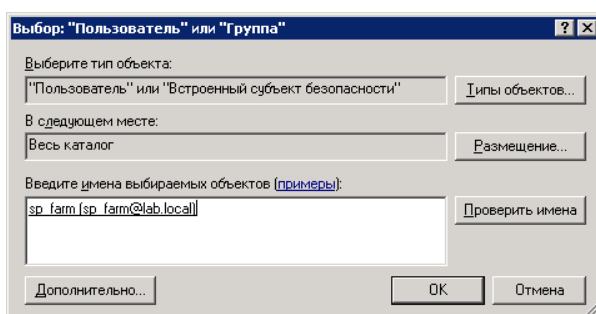 Выбор: "Пользователь" или "Группа"
Выберите тип объекта:
"Пользователь" или "Встроенный субъект безопасности"
Типы объектов...
В следующем месте:
Весь каталог
Размещение...
Введите имена выбираемых объектов (примеры):
sp_farm (sp_farm@lab.local)
Проверить имена
Дополнительно...
OK
Отмена